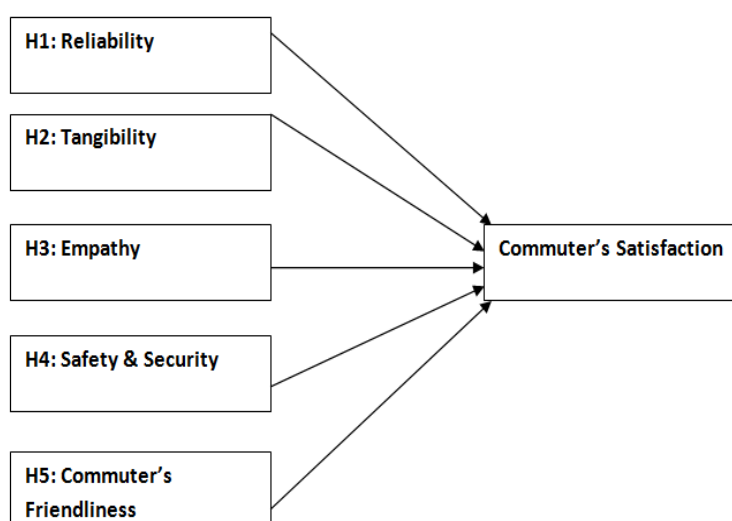 H1: Reliability
H2: Tangibility
H3: Empathy
Commuter’s Satisfaction
H4: Safety & Security
H5: Commuter’s
Friendliness